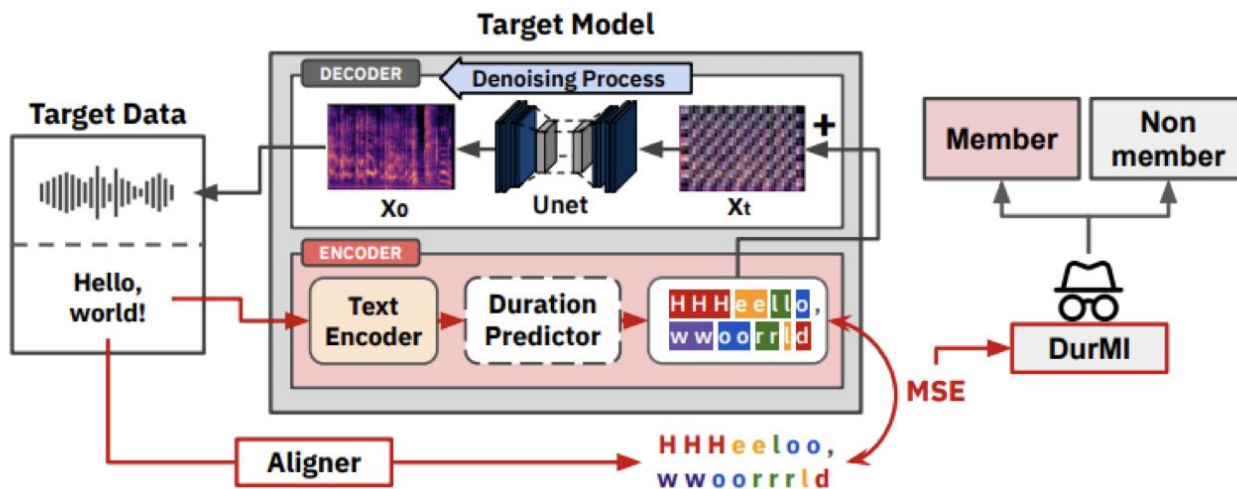 Target Model
DECODER
Denoising Process
Target Data
X0
Unet
Xt
+
Member
Non
member
ENCODER
Hello,
world!
Text
Encoder
Duration
Predictor
HHHeello,
wwoorrld
MSE
DurMI
Aligner
HHHeeloo,
wwoorrrld